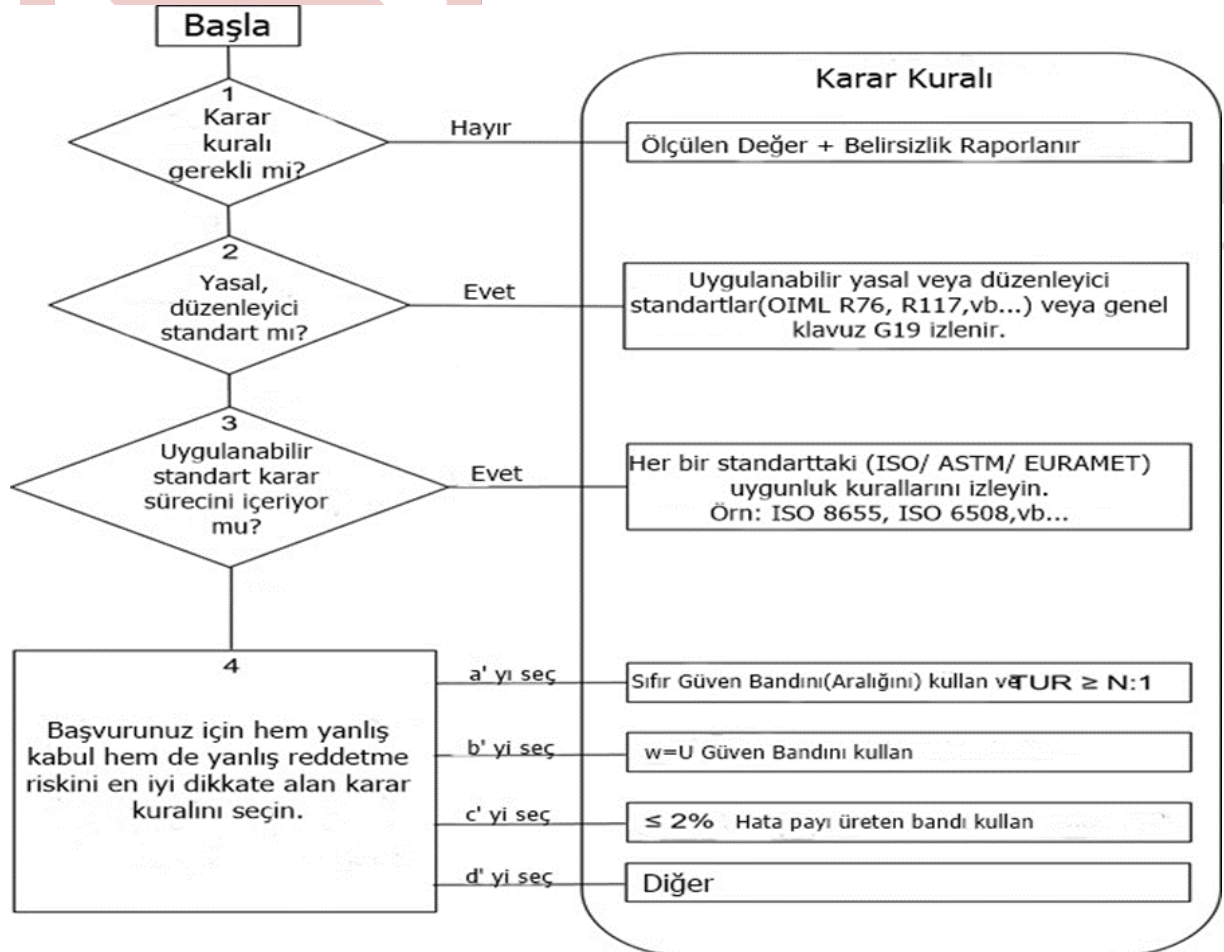 Başla
Karar Kuralı
1
Karar
kuralı
gerekli mi?
Hayır
Ölçülen Değer + Belirsizlik Raporlanır
2
Yasal,
düzenleyici
standart mı?
Evet
Uygulanabilir yasal veya düzenleyici
standartlar(OIML R76, R117,vb...) veya genel
klavuz G19 izlenir.
3
Uygulanabilir
standart karar
sürecini içeriyor
mu?
Evet
Her bir standarttaki (ISO/ ASTM/ EURAMET)
uygunluk kurallarını izleyin.
Örn: ISO 8655, ISO 6508,vb...
4
Başvurunuz için hem yanlış
kabul hem de yanlış reddetme
riskini en iyi dikkate alan karar
kuralını seçin.
a' yı seç
Sıfır Güven Bandını(Aralığını) kullan ve TUR ≥ N:1
b' yi seç
w=U Güven Bandını kullan
c' yi seç
≤ 2% Hata payı üreten bandı kullan
d' yi seç
Diğer